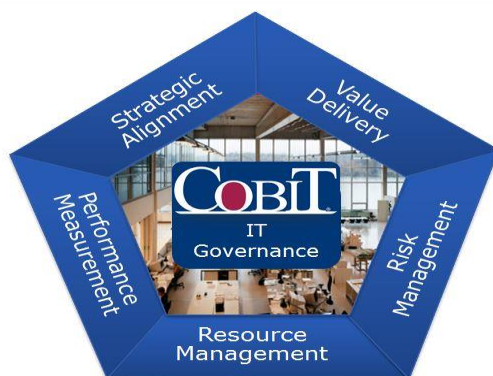 Strategic
Alignment
Value
Delivery
COBIT
IT
Governance
Performance
Measurement
Risk
Management
Resource
Management